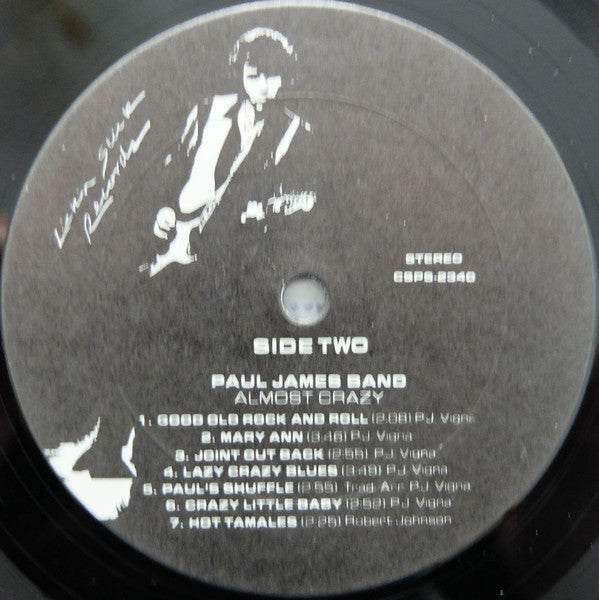 Records
STEREO
CSPS:2348
SIDE TWO
PAUL JAMES BAND
ALMOST CRAZY
1: GOOD OLD ROCK AND ROLL (2:08) PJ Vigna
2: MARY ANN (3:46) PJ Vigna
3: JOINT OUT BACK (2:55) PJ Vigna
4: LAZY CRAZY BLUES (3:49) PJ Vigna
5: PAUL'S SHUFFLE (2:55) Trad. Arr PJ Vigna
6: CRAZY LITTLE BABY (2:52) PJ Vigna
7: HOT TAMALES (2:25) Robert Johnson